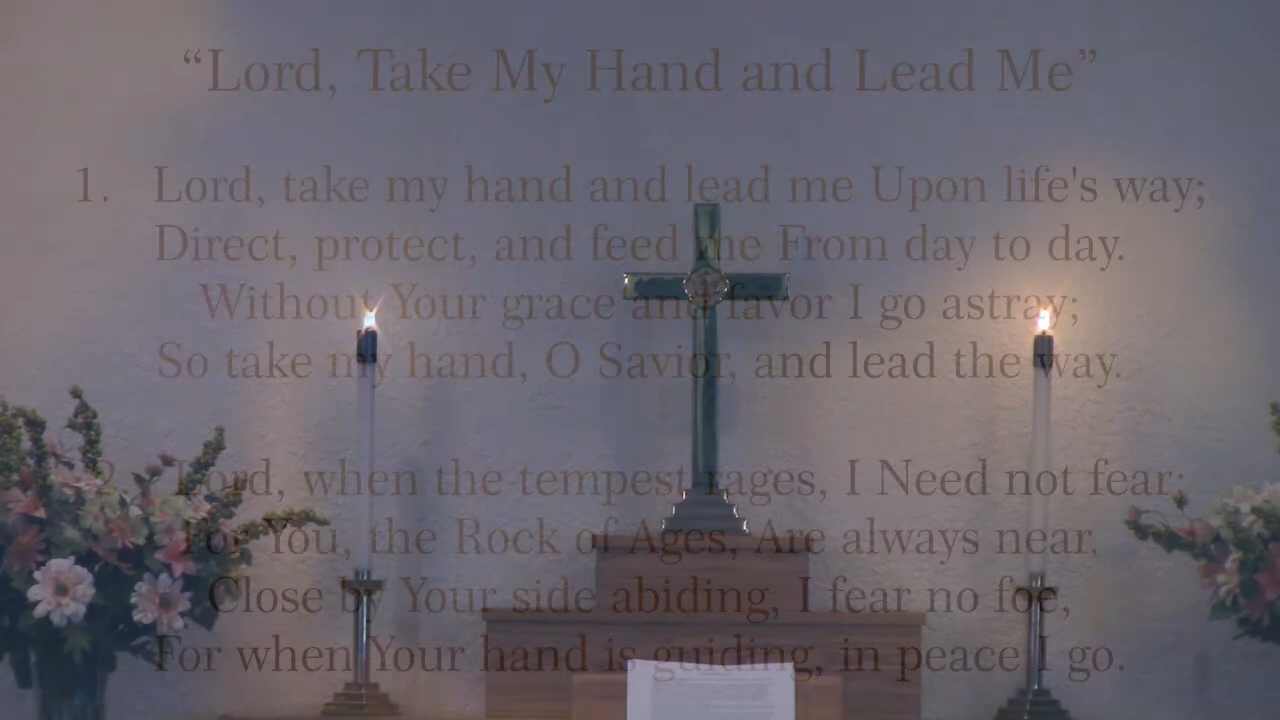 “Lord, Take My Hand and Lead Me”
1. Lord, take my hand and lead me Upon life's way;
Direct, protect, and feed me From day to day.
Without Your grace and favor I go astray;
So take my hand, O Savior, and lead the way.
2. Lord, when the tempest rages, I Need not fear;
For You, the Rock of Ages, Are always near.
Close by Your side abiding, I fear no foe,
For when Your hand is guiding, in peace I go.